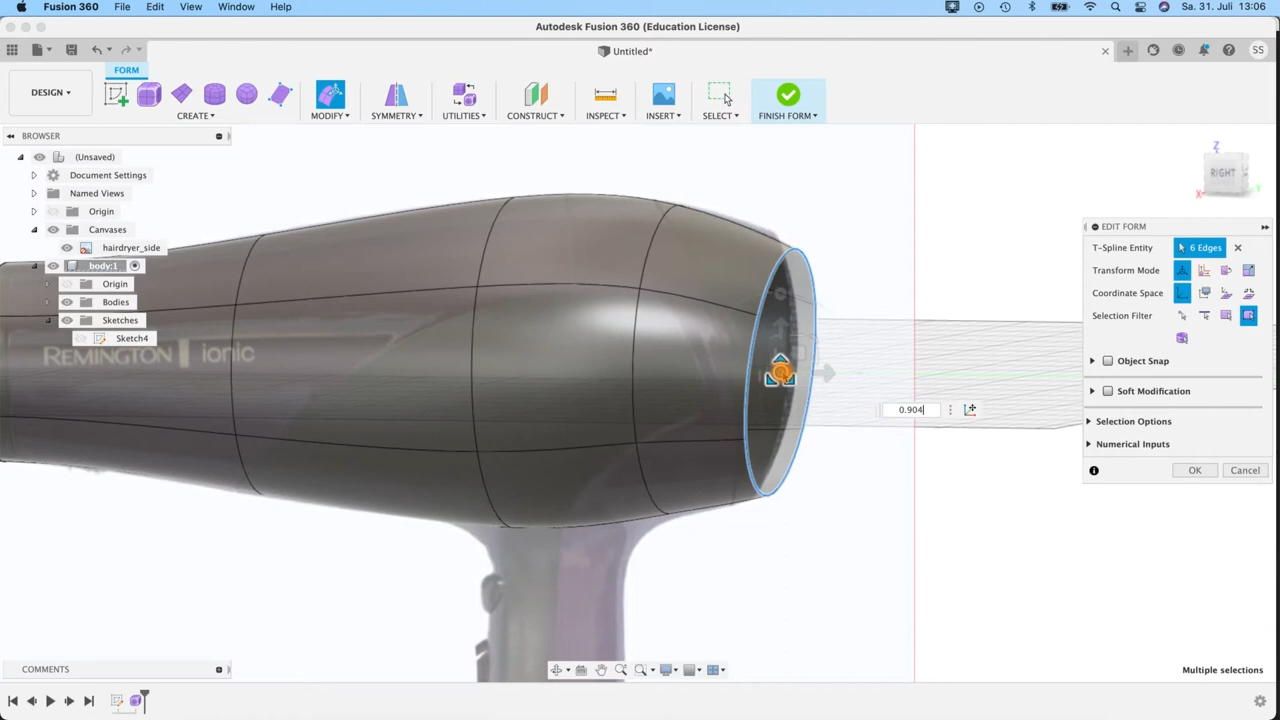 Fusion 360 File Edit View Window Help Sa. 31. Juli 13:06
Autodesk Fusion 360 (Education License)
Untitled* SS
FORM
DESIGN
CREATE MODIFY SYMMETRY UTILITIES CONSTRUCT INSPECT INSERT SELECT FINISH FORM
BROWSER
(Unsaved)
Document Settings
Named Views
Origin
Canvases
hairdryer_side
body:1
Origin
Bodies
Sketches
Sketch4
REMINGTON ionic
Z
RIGHT
X
Y
EDIT FORM
T-Spline Entity 6 Edges
Transform Mode
Coordinate Space
Selection Filter
Object Snap
Soft Modification
Selection Options
Numerical Inputs
OK Cancel
0.904
COMMENTS
Multiple selections